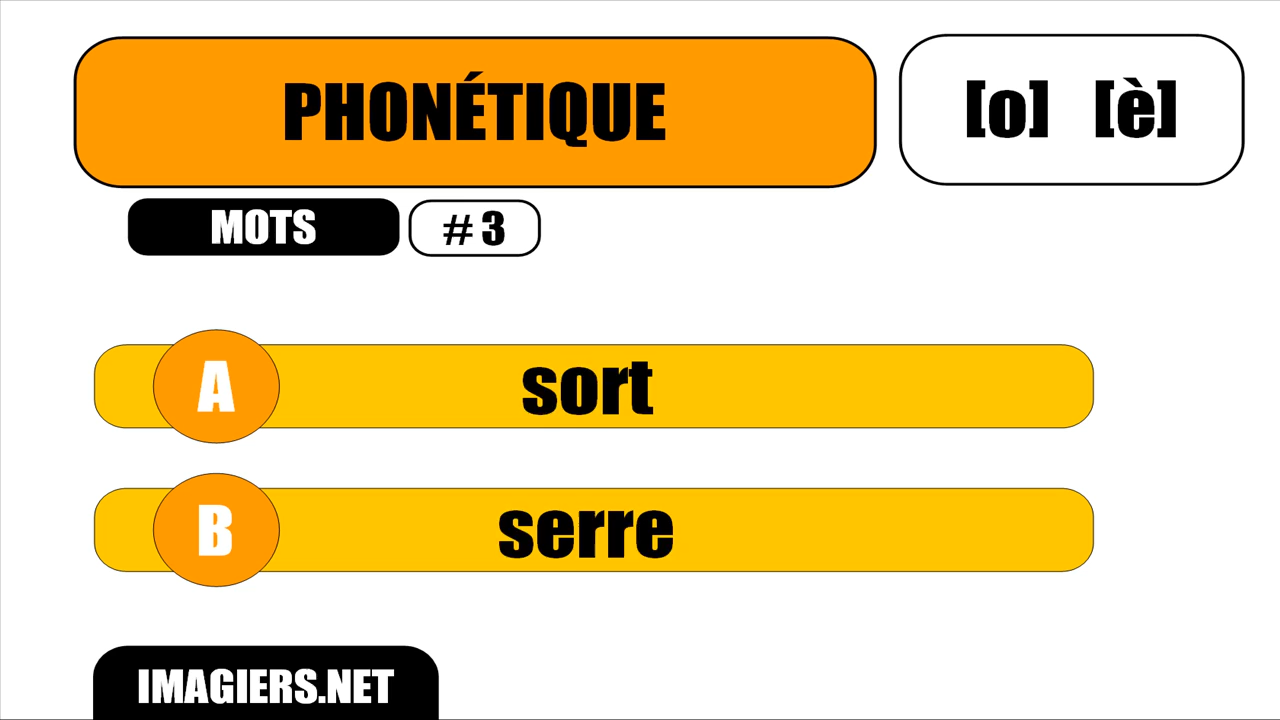 PHONÉTIQUE
[o] [è]
MOTS
# 3
A sort
B serre
IMAGIERS.NET